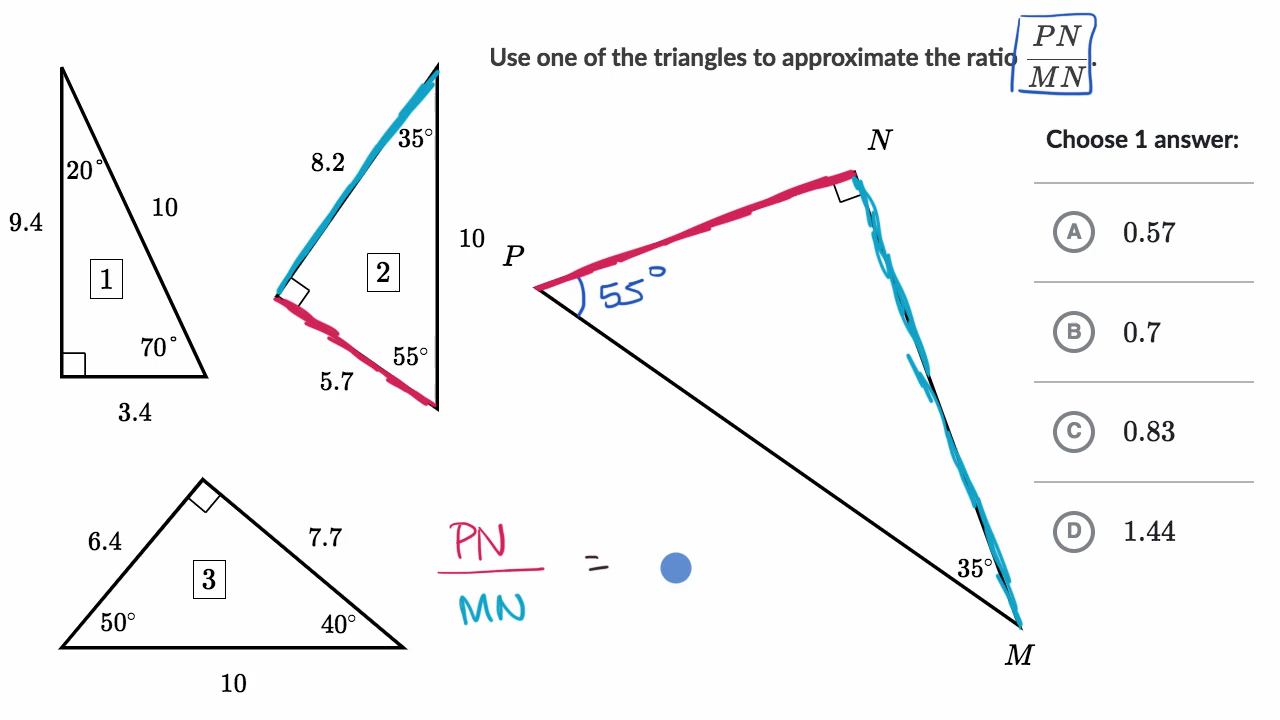 Use one of the triangles to approximate the ratio PN/MN.
Choose 1 answer:
A 0.57
B 0.7
C 0.83
D 1.44
20°
9.4
10
1
70°
3.4
35°
8.2
10
2
55°
5.7
N
P
55°
35°
M
6.4
7.7
3
50°
40°
10
PN/MN =